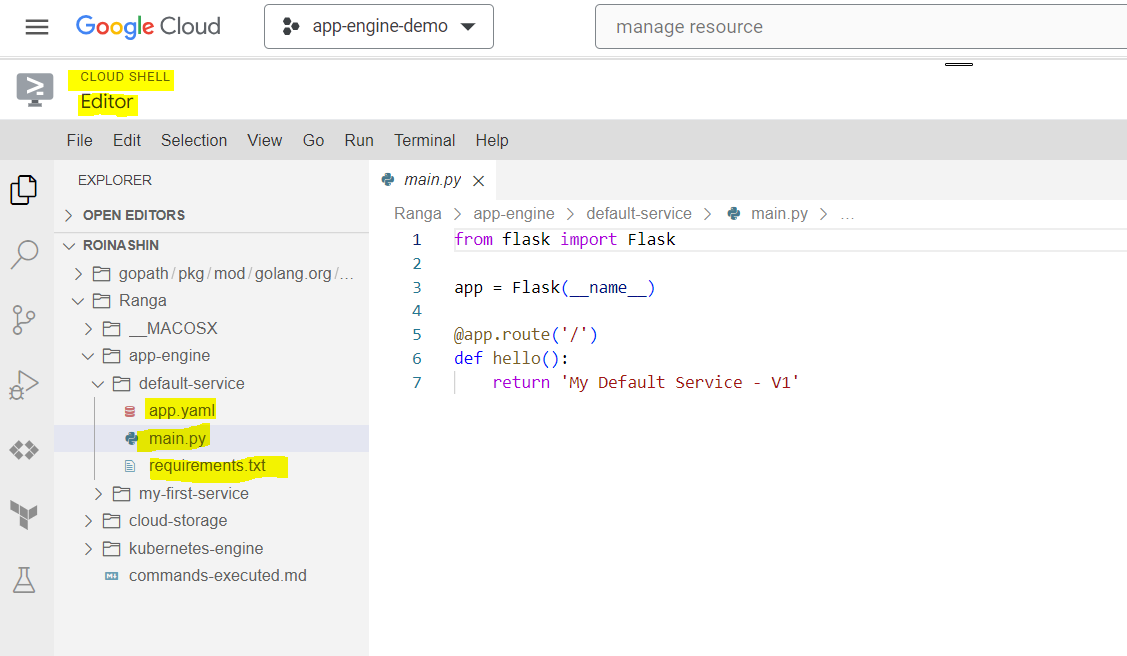 Google Cloud
app-engine-demo
manage resource
CLOUD SHELL
Editor
File Edit Selection View Go Run Terminal Help
EXPLORER
OPEN EDITORS
ROINASHIN
gopath/pkg/mod/golang.org/...
Ranga
__MACOSX
app-engine
default-service
app.yaml
main.py
requirements.txt
my-first-service
cloud-storage
kubernetes-engine
commands-executed.md
main.py
Ranga > app-engine > default-service > main.py > ...
1 from flask import Flask
2
3 app = Flask(__name__)
4
5 @app.route('/')
6 def hello():
7 return 'My Default Service - V1'